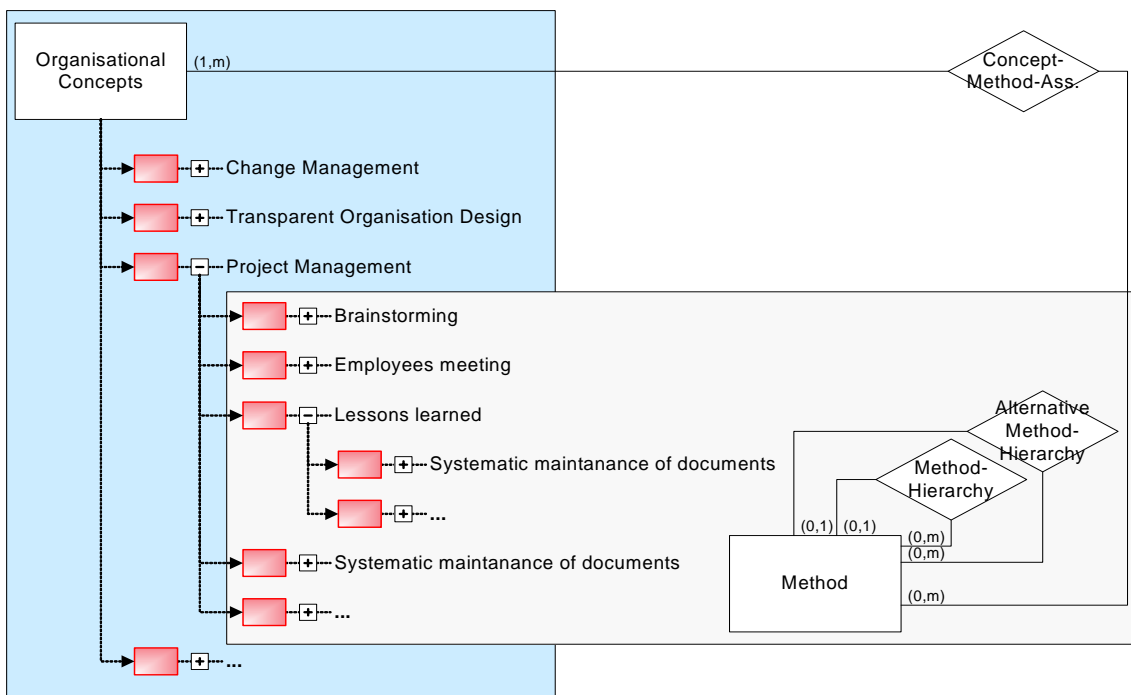 Organisational
Concepts
(1,m)
Concept-
Method-Ass.
Change Management
Transparent Organisation Design
Project Management
Brainstorming
Employees meeting
Lessons learned
Systematic maintanance of documents
...
Systematic maintanance of documents
...
...
Alternative
Method-
Hierarchy
Method-
Hierarchy
(0,1)
(0,1)
(0,m)
(0,m)
Method
(0,m)